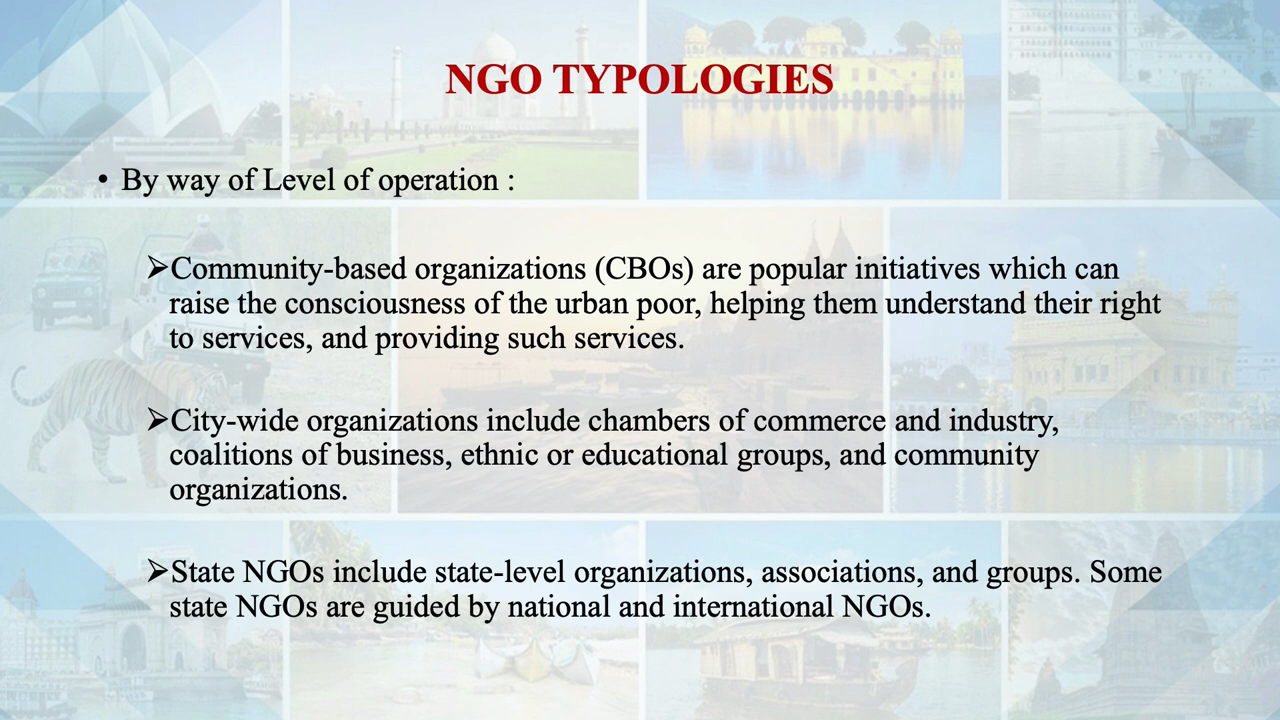 NGO TYPOLOGIES
• By way of Level of operation :
➢Community-based organizations (CBOs) are popular initiatives which can
raise the consciousness of the urban poor, helping them understand their right
to services, and providing such services.
➢City-wide organizations include chambers of commerce and industry,
coalitions of business, ethnic or educational groups, and community
organizations.
➢State NGOs include state-level organizations, associations, and groups. Some
state NGOs are guided by national and international NGOs.